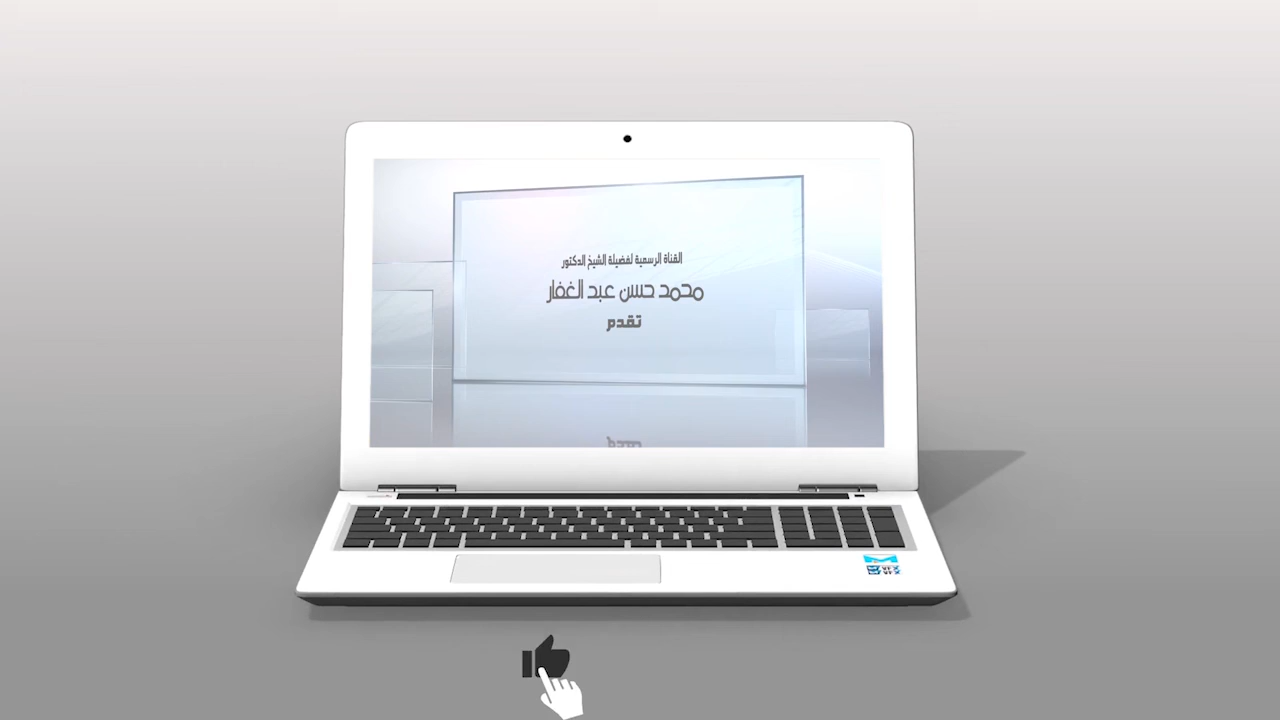 القناة الرسمية لفضيلة الشيخ الدكتور
محمد حسن عبد الغفار
تقدم